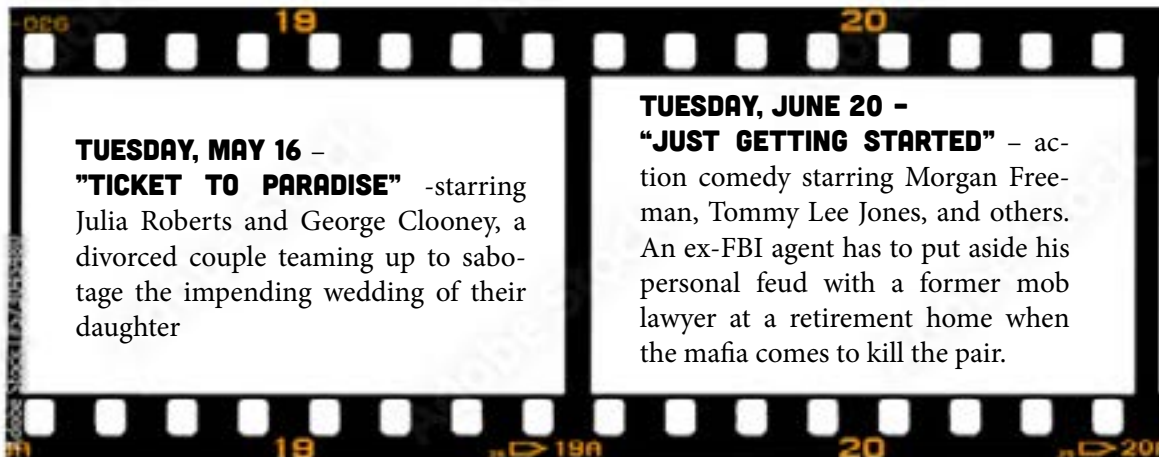 19
20
TUESDAY, MAY 16 –
”TICKET TO PARADISE” -starring
Julia Roberts and George Clooney, a
divorced couple teaming up to sabo-
tage the impending wedding of their
daughter
TUESDAY, JUNE 20 –
“JUST GETTING STARTED” – ac-
tion comedy starring Morgan Free-
man, Tommy Lee Jones, and others.
An ex-FBI agent has to put aside his
personal feud with a former mob
lawyer at a retirement home when
the mafia comes to kill the pair.
19
19A
20